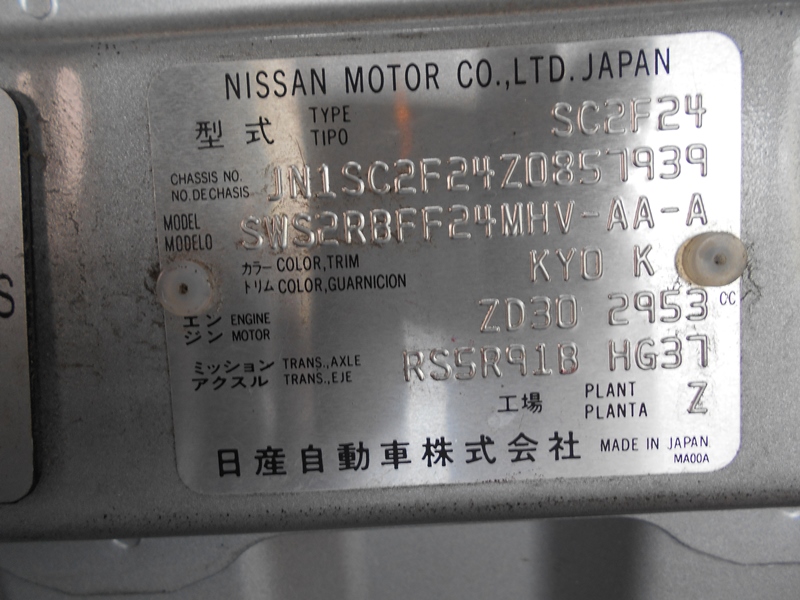 NISSAN MOTOR CO.,LTD. JAPAN
型式 TYPE TIPO SC2F24
CHASSIS NO. NO.DE CHASIS JN1SC2F24Z0857939
MODEL MODELO SWS2RBFF24MHV-AA-A
カラー COLOR,TRIM
トリム COLOR,GUARNICION KY0 K
エンジン ENGINE MOTOR ZD30 2953 CC
ミッション TRANS.,AXLE
アクスル TRANS.,EJE RS5R91B HG37
工場 PLANT PLANTA Z
日産自動車株式会社 MADE IN JAPAN
MA00A
S